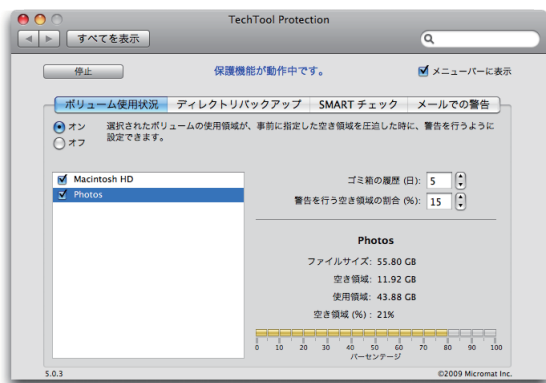 TechTool Protection
すべてを表示
停止
保護機能が動作中です。
メニューバーに表示
ボリューム使用状況 ディレクトリバックアップ SMART チェック メールでの警告
オン
オフ
選択されたボリュームの使用領域が、事前に指定した空き領域を圧迫した時に、警告を行うように
設定できます。
Macintosh HD
Photos
ゴミ箱の履歴 (日): 5
警告を行う空き領域の割合 (%): 15
Photos
ファイルサイズ: 55.80 GB
空き領域: 11.92 GB
使用領域: 43.88 GB
空き領域 (%) : 21%
0 10 20 30 40 50 60 70 80 90 100
パーセンテージ
5.0.3
©2009 Micromat Inc.